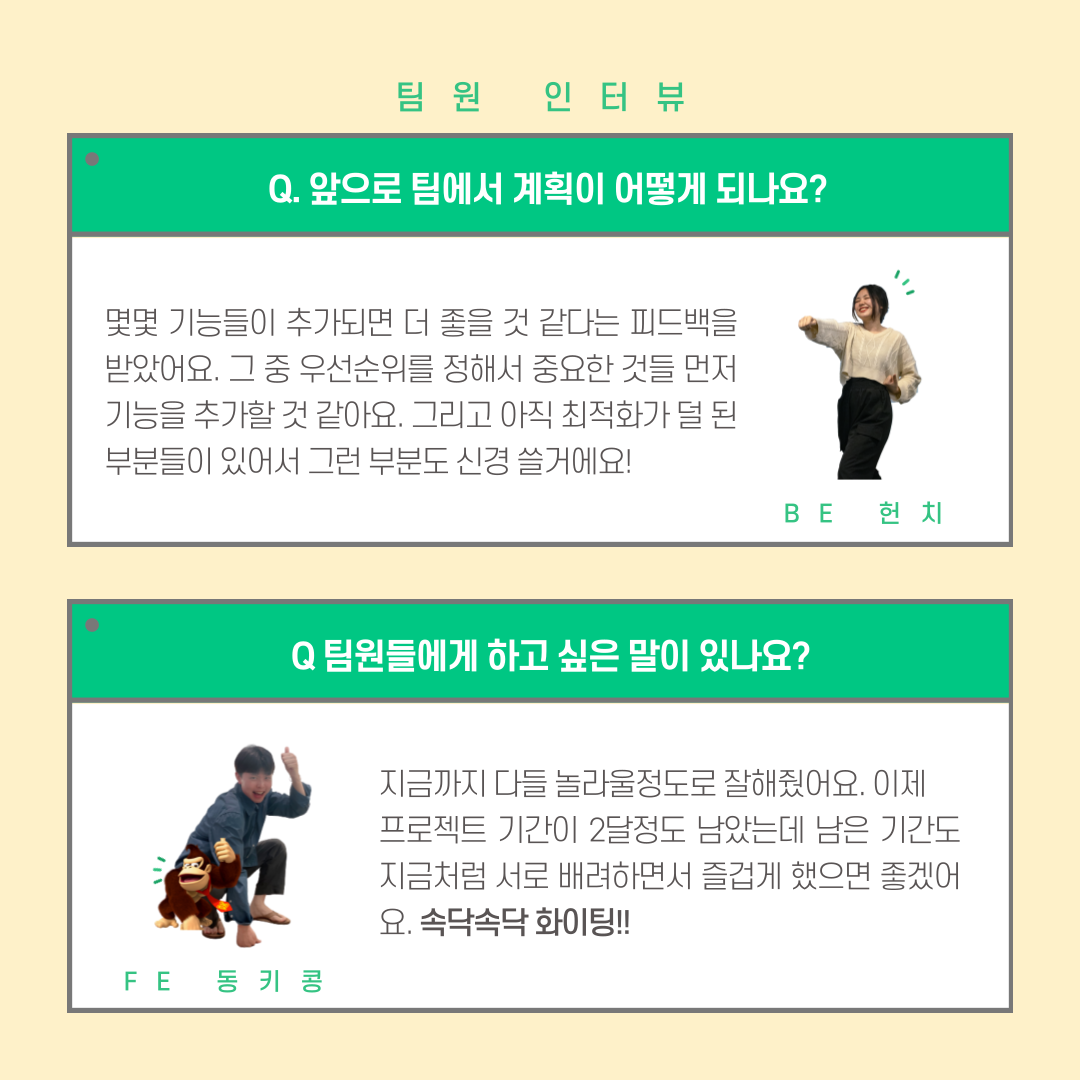 팀원 인터뷰
Q. 앞으로 팀에서 계획이 어떻게 되나요?
몇몇 기능들이 추가되면 더 좋을 것 같다는 피드백을
받았어요. 그 중 우선순위를 정해서 중요한 것들 먼저
기능을 추가할 것 같아요. 그리고 아직 최적화가 덜 된
부분들이 있어서 그런 부분도 신경 쓸거에요!
BE 헌치
Q 팀원들에게 하고 싶은 말이 있나요?
지금까지 다들 놀라울정도로 잘해줬어요. 이제
프로젝트 기간이 2달정도 남았는데 남은 기간도
지금처럼 서로 배려하면서 즐겁게 했으면 좋겠어
요. 속닥속닥 화이팅!!
FE 동키콩